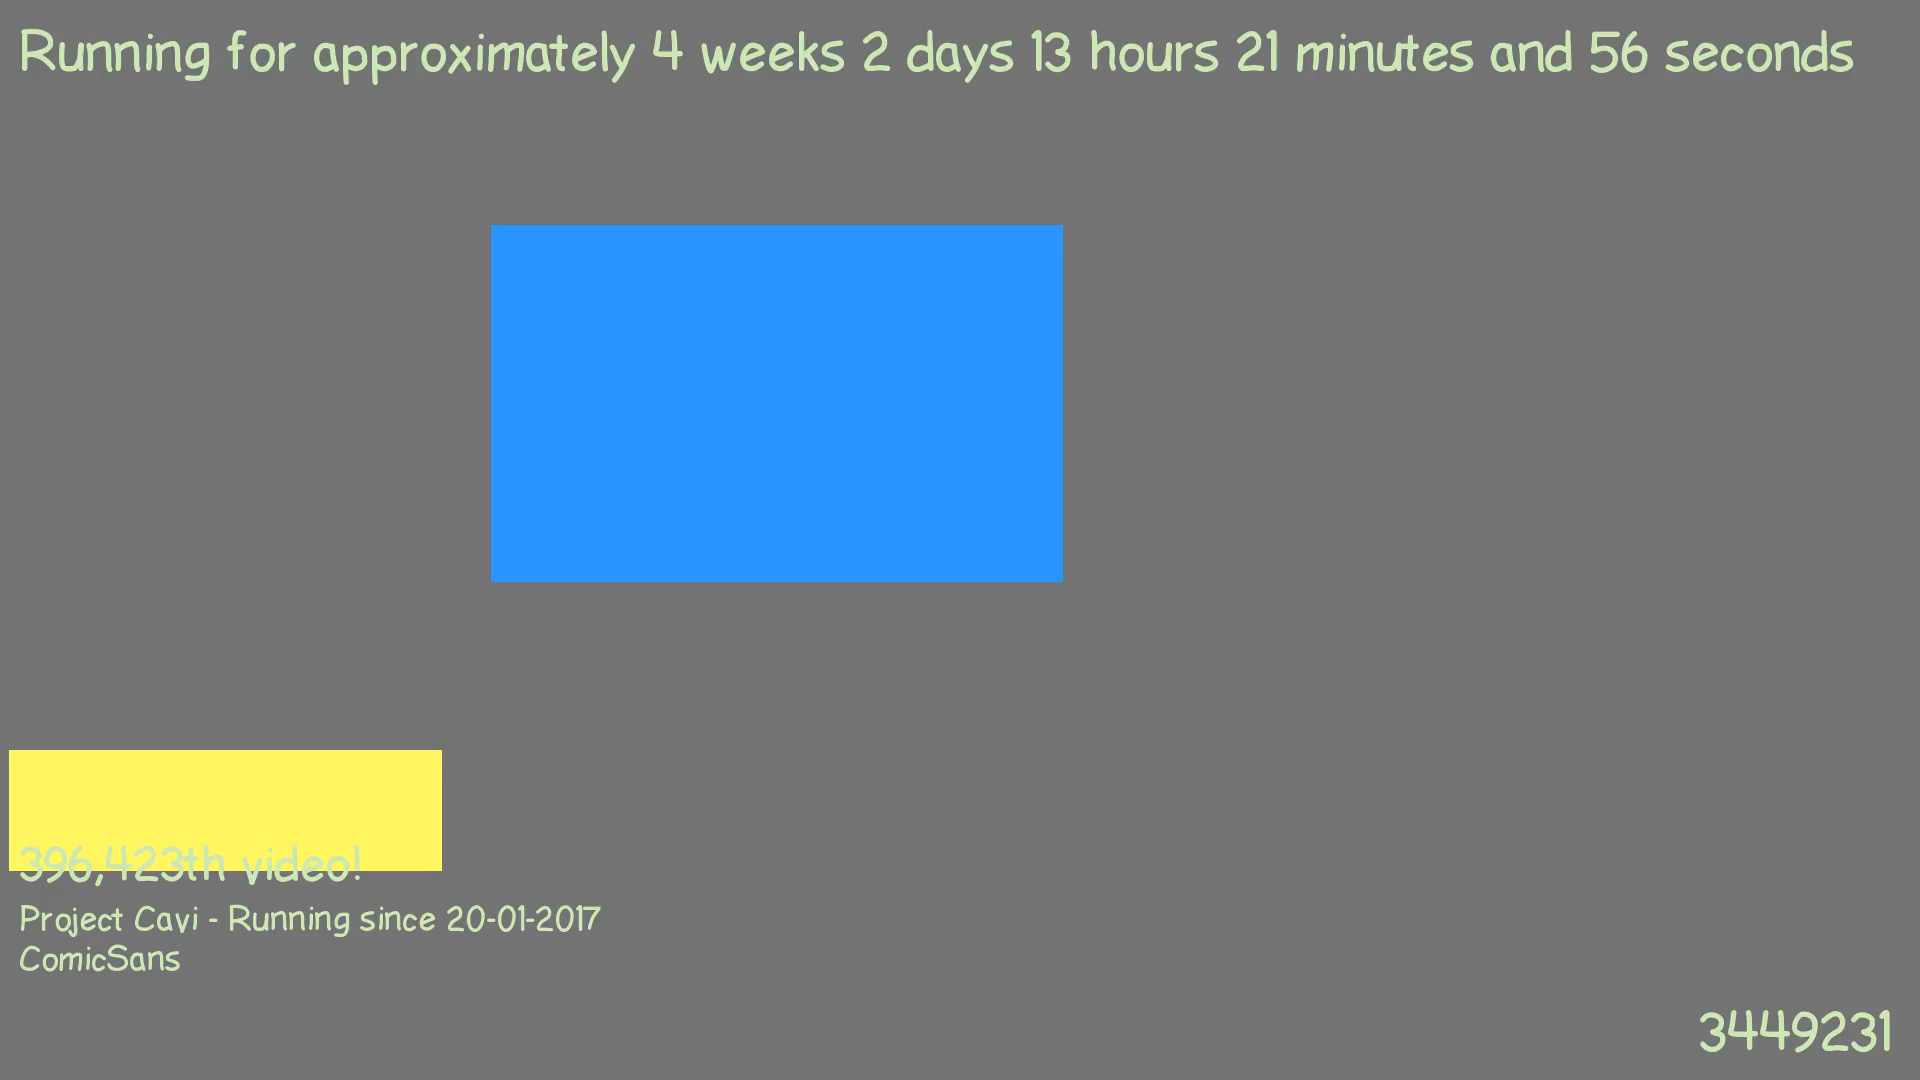 Running for approximately 4 weeks 2 days 13 hours 21 minutes and 56 seconds
396,423th video!
Project Cavi - Running since 20-01-2017
ComicSans
3449231